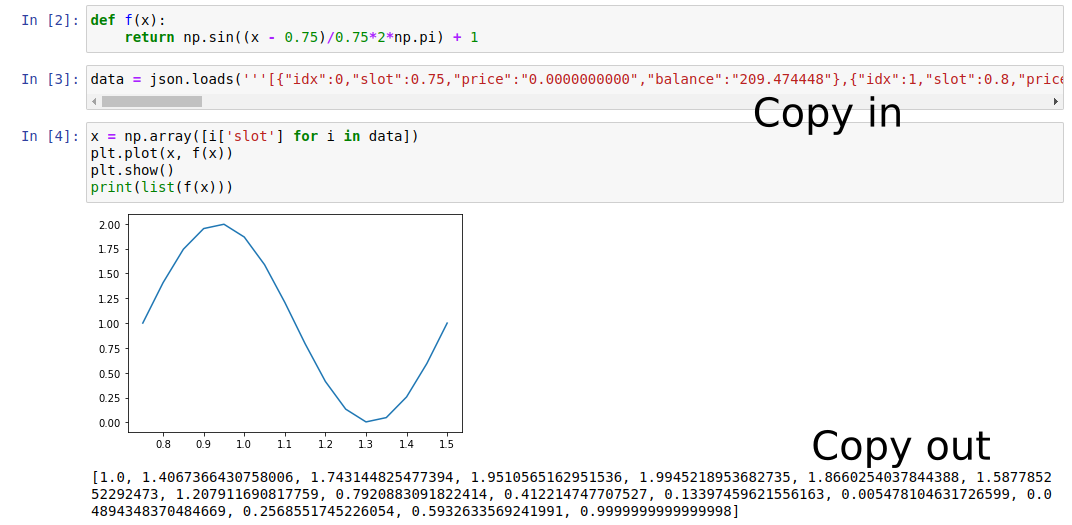 In [2]: def f(x):
return np.sin((x - 0.75)/0.75*2*np.pi) + 1
In [3]: data = json.loads('''[{"idx":0,"slot":0.75,"price":"0.0000000000","balance":"209.474448"},{"idx":1,"slot":0.8,"price
Copy in
In [4]: x = np.array([i['slot'] for i in data])
plt.plot(x, f(x))
plt.show()
print(list(f(x)))
2.00
1.75
1.50
1.25
1.00
0.75
0.50
0.25
0.00
0.8 0.9 1.0 1.1 1.2 1.3 1.4 1.5
Copy out
[1.0, 1.4067366430758006, 1.743144825477394, 1.9510565162951536, 1.99452189536827​35, 1.8660254037844388, 1.5877852
52292473, 1.207911690817759, 0.7920883091822414, 0.412214747707527, 0.13397459621556163, 0.005478104631726599, 0.0
4894348370484669, 0.2568551745226054, 0.5932633569241991, 0.9999999999999998]